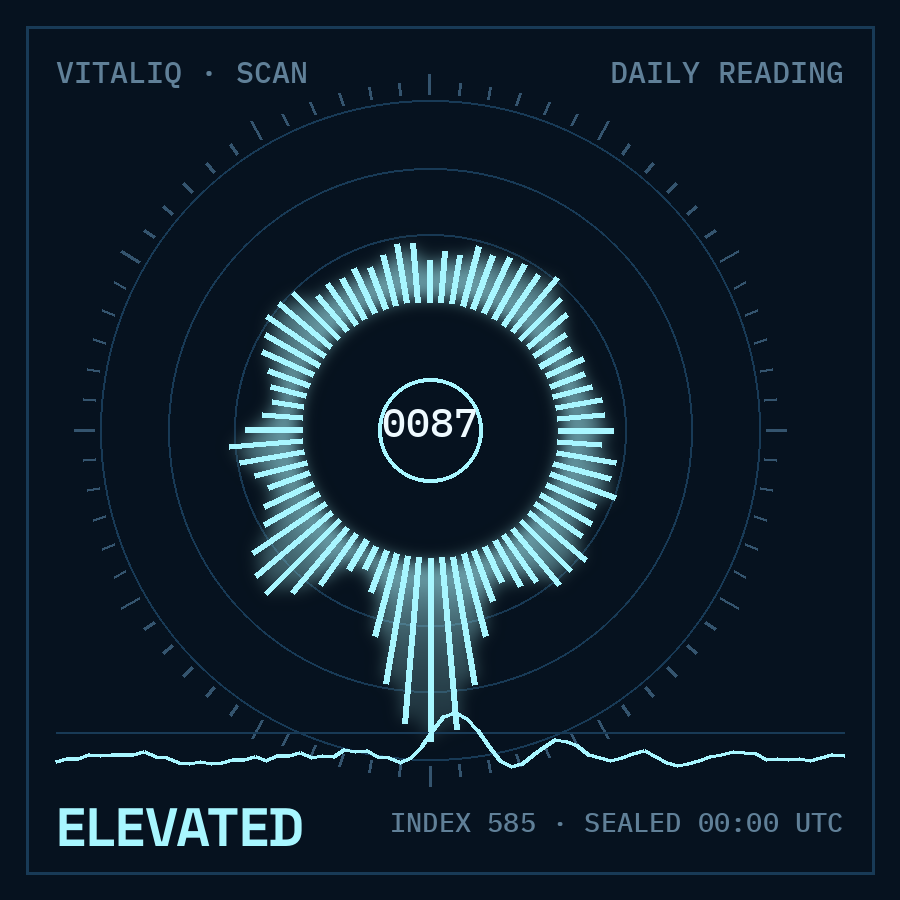 VITALIQ · SCAN
DAILY READING
0087
ELEVATED
INDEX 585 · SEALED 00:00 UTC